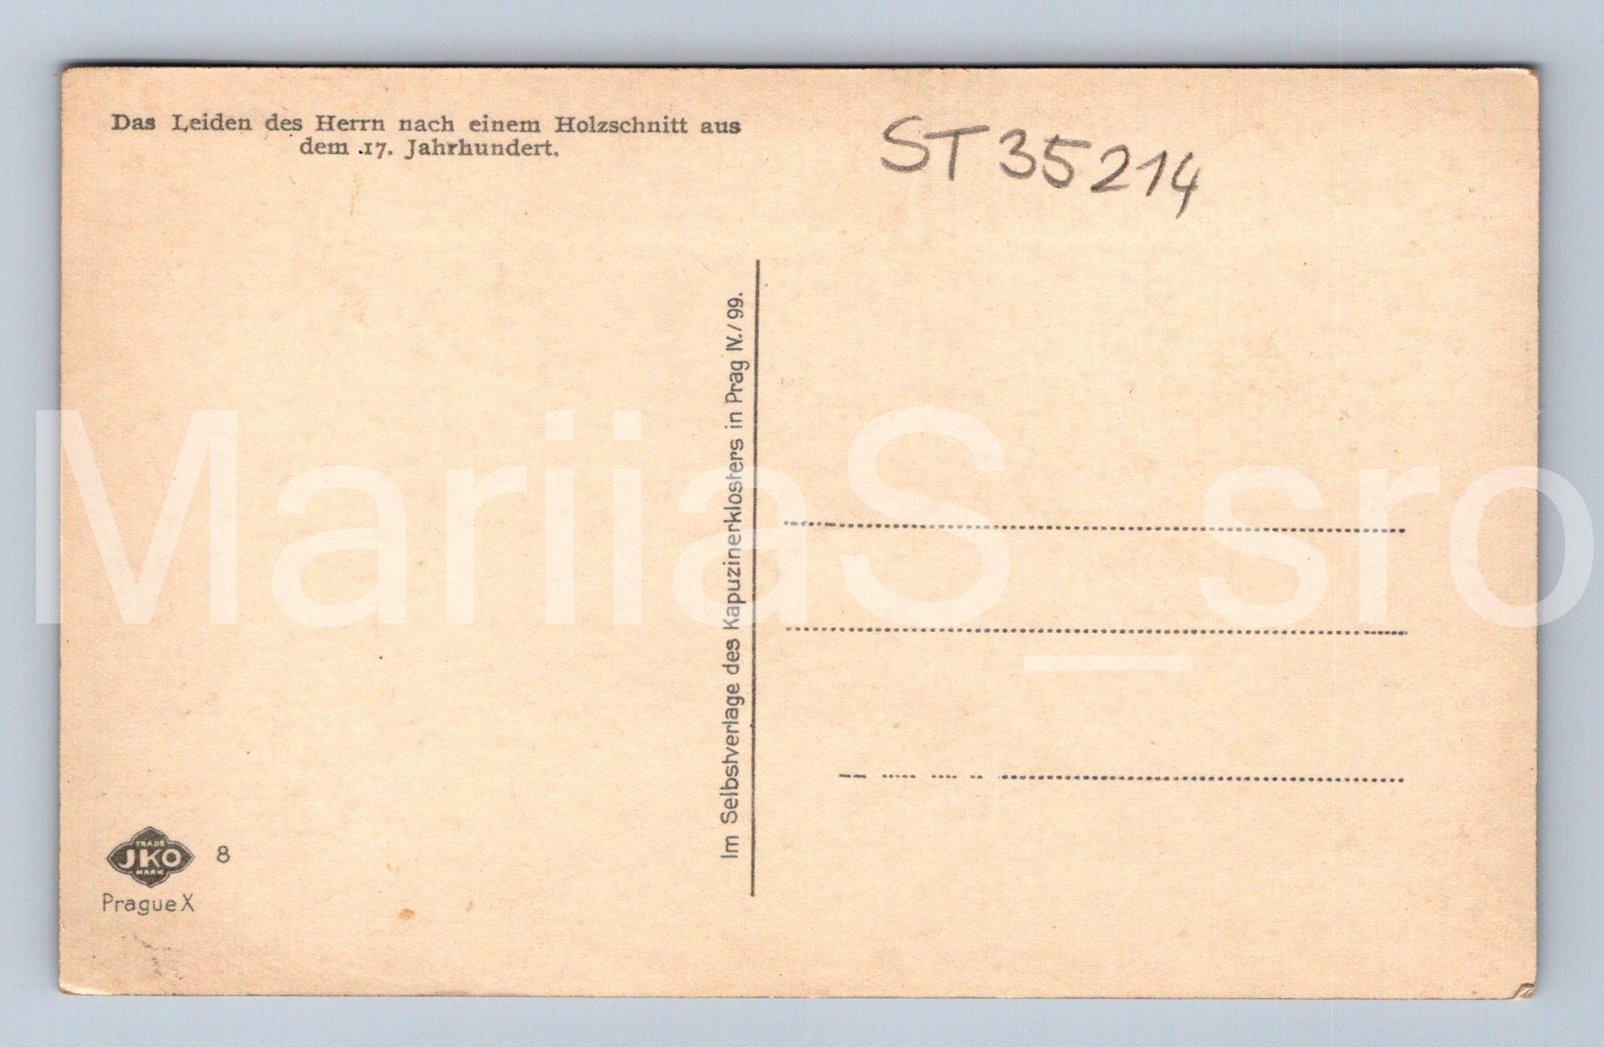 Das Leiden des Herrn nach einem Holzschnitt aus
dem 17. Jahrhundert.
ST35214
Im Selbstverlage des Kapuzinerklosters in Prag IV./99.
MariiaS_sro
TRADE
JKO
MARK
8
Prague X